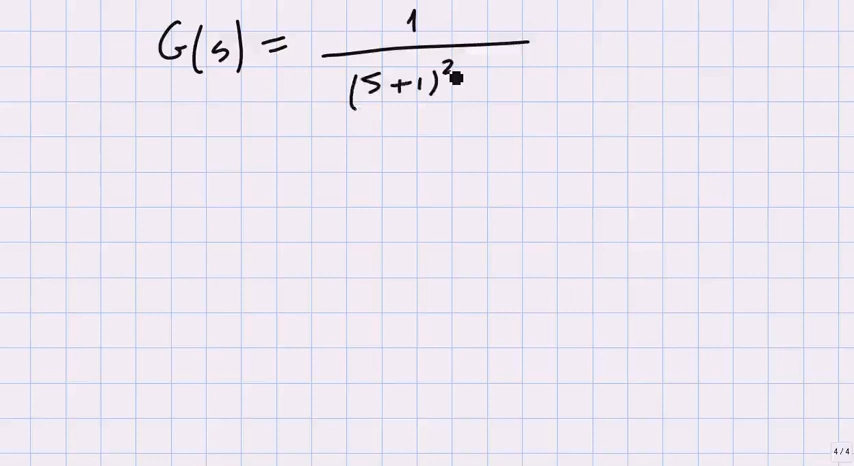 G(s) = 1 / (s+1)²
4/4